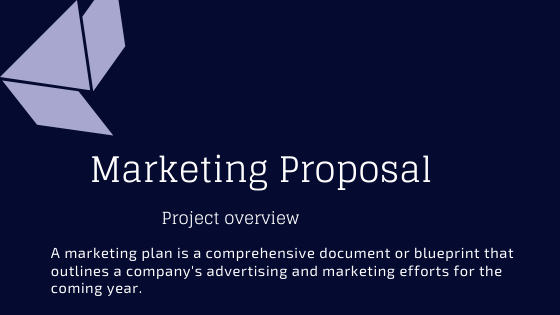 Marketing Proposal
Project overview
A marketing plan is a comprehensive document or blueprint that
outlines a company's advertising and marketing efforts for the
coming year.